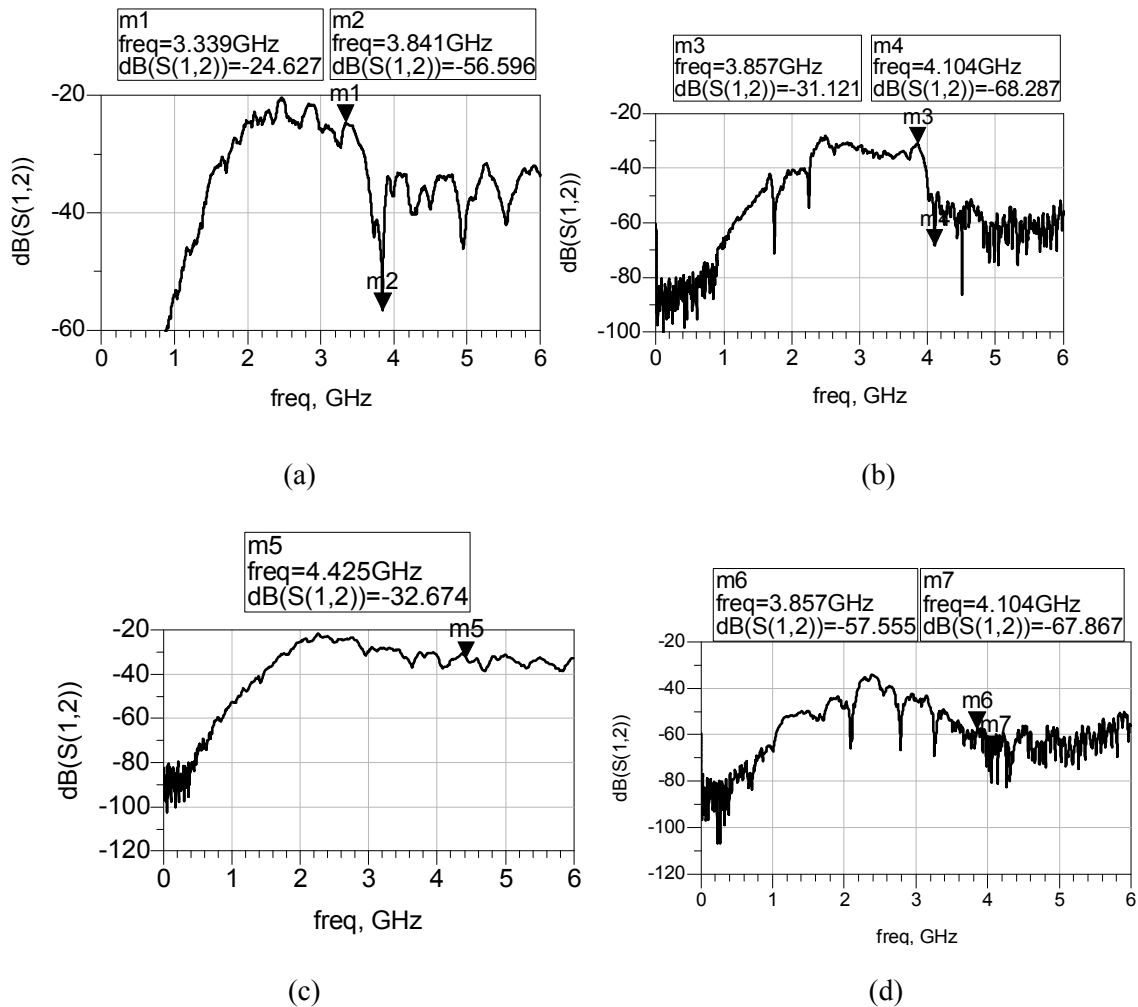 m1
freq=3.339GHz
dB(S(1,2))=-24.627
m2
freq=3.841GHz
dB(S(1,2))=-56.596
m1
m2
-20
-40
-60
dB(S(1,2))
0 1 2 3 4 5 6
freq, GHz
(a)
m3
freq=3.857GHz
dB(S(1,2))=-31.121
m4
freq=4.104GHz
dB(S(1,2))=-68.287
m3
m4
-20
-40
-60
-80
-100
dB(S(1,2))
0 1 2 3 4 5 6
freq, GHz
(b)
m5
freq=4.425GHz
dB(S(1,2))=-32.674
m5
-20
-40
-60
-80
-100
-120
dB(S(1,2))
0 1 2 3 4 5 6
freq, GHz
(c)
m6
freq=3.857GHz
dB(S(1,2))=-57.555
m7
freq=4.104GHz
dB(S(1,2))=-67.867
m6
m7
-20
-40
-60
-80
-100
-120
dB(S(1,2))
0 1 2 3 4 5 6
freq, GHz
(d)